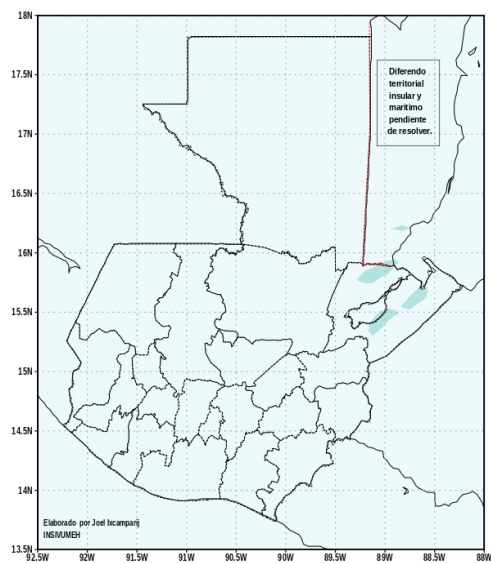 18N
17.5N
17N
16.5N
16N
15.5N
15N
14.5N
14N
13.5N
Diferendo
territorial
insular y
marítimo
pendiente
de resolver.
Elaborado por Joel Ixcamparij
INSIVUMEH
92.5W 92W 91.5W 91W 90.5W 90W 89.5W 89W 88.5W 88W